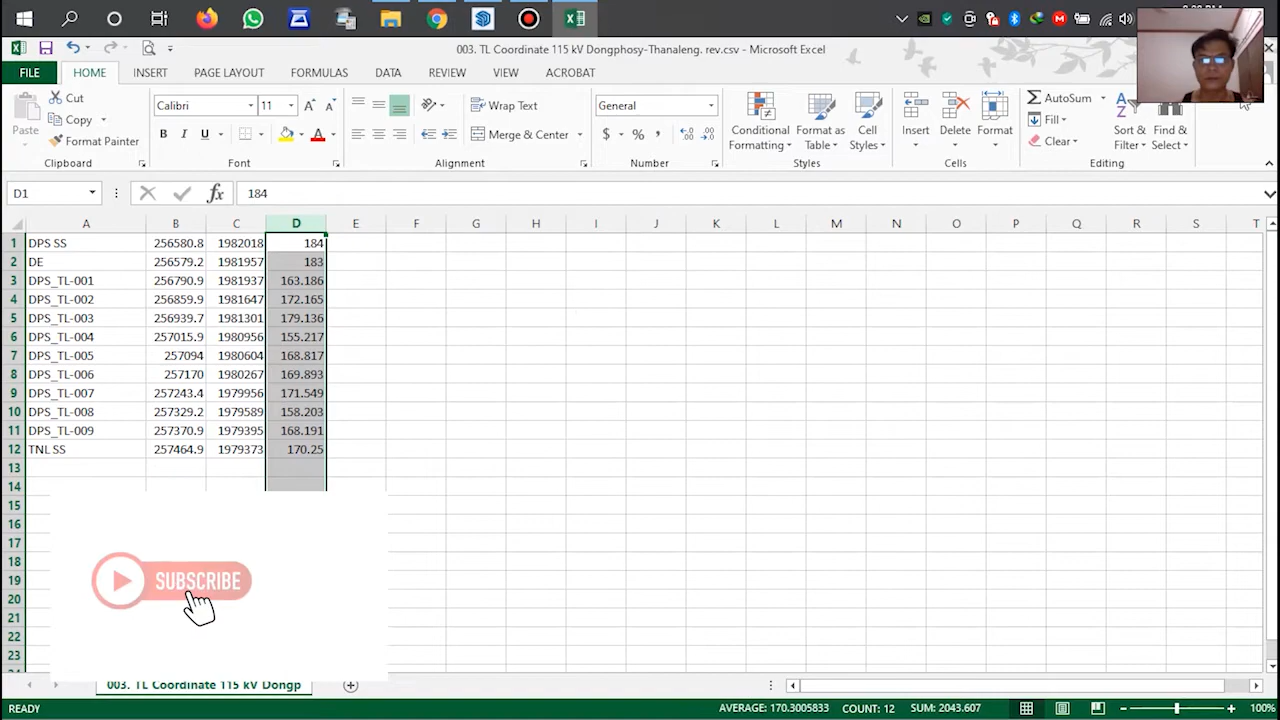 003. TL Coordinate 115 kV Dongphosy-Thanaleng. rev.csv - Microsoft Excel
FILE HOME INSERT PAGE LAYOUT FORMULAS DATA REVIEW VIEW ACROBAT
Paste
Cut
Copy
Format Painter
Clipboard
Calibri 11
B I U
Font
Wrap Text
Merge & Center
Alignment
General
$ % ,
Number
Conditional Formatting
Format as Table
Cell Styles
Styles
Insert
Delete
Format
Cells
AutoSum
Fill
Clear
Sort & Filter
Find & Select
Editing
D1 fx 184
A B C D E F G H I J K L M N O P Q R S T
1 DPS SS 256580.8 1982018 184
2 DE 256579.2 1981957 183
3 DPS_TL-001 256790.9 1981937 163.186
4 DPS_TL-002 256859.9 1981647 172.165
5 DPS_TL-003 256939.7 1981301 179.136
6 DPS_TL-004 257015.9 1980956 155.217
7 DPS_TL-005 257094 1980604 168.817
8 DPS_TL-006 257170 1980267 169.893
9 DPS_TL-007 257243.4 1979956 171.549
10 DPS_TL-008 257329.2 1979589 158.203
11 DPS_TL-009 257370.9 1979395 168.191
12 TNL SS 257464.9 1979373 170.25
13
14
15
16
17
18
19
20
21
22
23
SUBSCRIBE
003. TL Coordinate 115 kV Dongp
READY AVERAGE: 170.3005833 COUNT: 12 SUM: 2043.607 100%